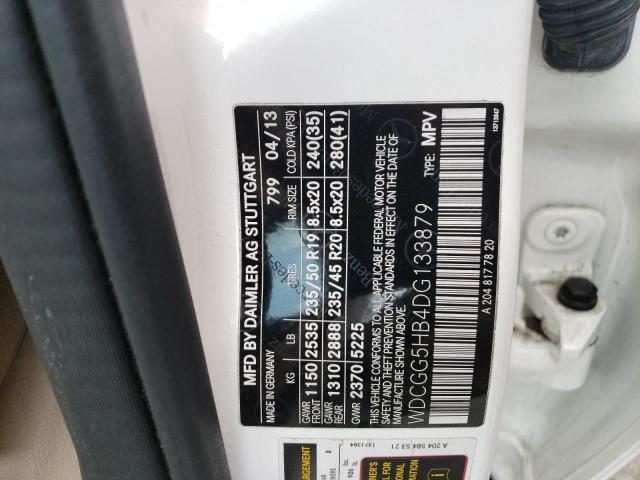 MFD BY DAIMLER AG STUTTGART
MADE IN GERMANY 799 04/13
KG LB TIRES RIM SIZE COLD KPA(PSI)
GAWR FRONT 1150 2535 235/50 R19 8.5x20 240(35)
GAWR REAR 1310 2888 235/45 R20 8.5x20 280(41)
GVWR 2370 5225
THIS VEHICLE CONFORMS TO ALL APPLICABLE FEDERAL MOTOR VEHICLE
SAFETY AND THEFT PREVENTION STANDARDS IN EFFECT ON THE DATE OF
MANUFACTURE SHOWN ABOVE. TYPE: MPV
WDCGG5HB4DG133879
A 204 817 78 20
13713847
A 204 584 53 21
1371384